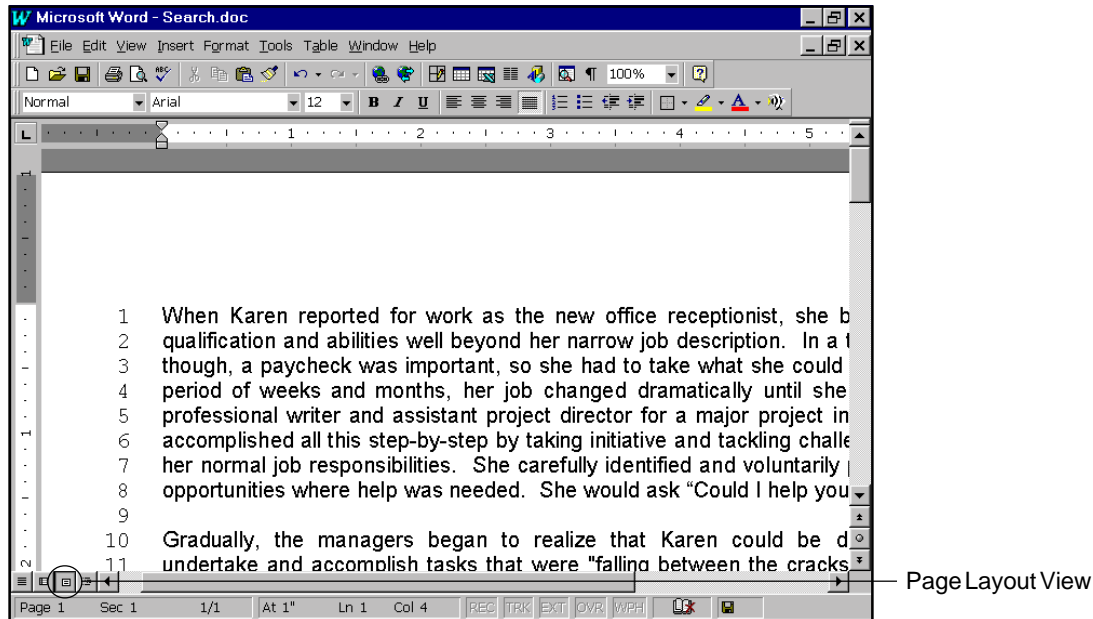 Microsoft Word - Search.doc
File Edit View Insert Format Tools Table Window Help
100%
Normal Arial 12 B I U
1 2 3 4 5
1 When Karen reported for work as the new office receptionist, she b
2 qualification and abilities well beyond her narrow job description. In a t
3 though, a paycheck was important, so she had to take what she could
4 period of weeks and months, her job changed dramatically until she
5 professional writer and assistant project director for a major project in
6 accomplished all this step-by-step by taking initiative and tackling challe
7 her normal job responsibilities. She carefully identified and voluntarily
8 opportunities where help was needed. She would ask “Could I help you
9
10 Gradually, the managers began to realize that Karen could be d
11 undertake and accomplish tasks that were "falling between the cracks
Page Layout View
Page 1 Sec 1 1/1 At 1" Ln 1 Col 4 REC TRK EXT OVR WPH